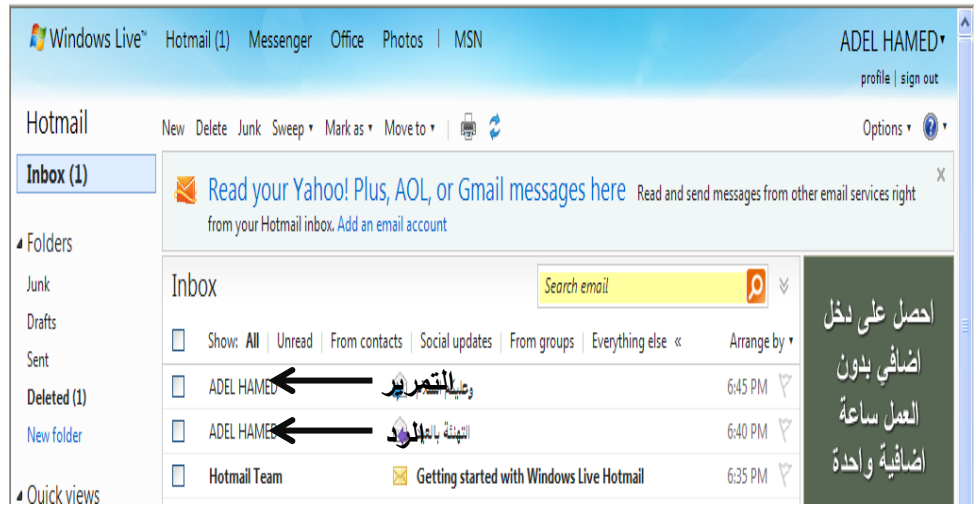 Windows Live™ Hotmail (1) Messenger Office Photos | MSN ADEL HAMED
profile | sign out
Hotmail
New Delete Junk Sweep Mark as Move to Options
Inbox (1)
Read your Yahoo! Plus, AOL, or Gmail messages here Read and send messages from other email services right
from your Hotmail inbox. Add an email account
Folders
Junk
Drafts
Sent
Deleted (1)
New folder
Quick views
Inbox
Search email
Show: All | Unread | From contacts | Social updates | From groups | Everything else « Arrange by
ADEL HAMED التمرير 6:45 PM
ADEL HAMED الرد التهنئة 6:40 PM
Hotmail Team Getting started with Windows Live Hotmail 6:35 PM
احصل على دخل
اضافي بدون
العمل ساعة
اضافية واحدة